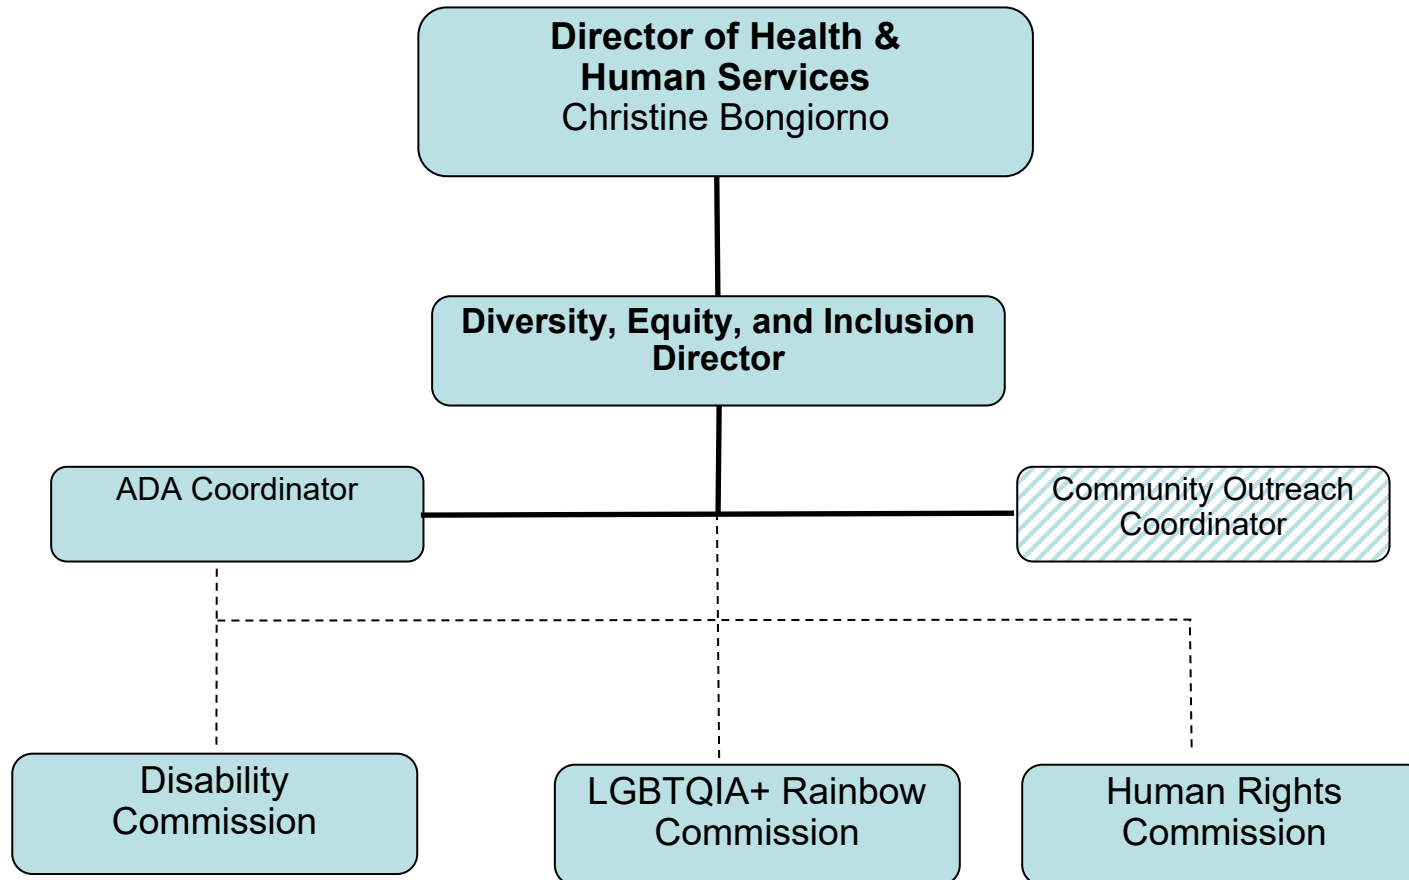 Director of Health &
Human Services
Christine Bongiorno
Diversity, Equity, and Inclusion
Director
ADA Coordinator
Community Outreach
Coordinator
Disability
Commission
LGBTQIA+ Rainbow
Commission
Human Rights
Commission